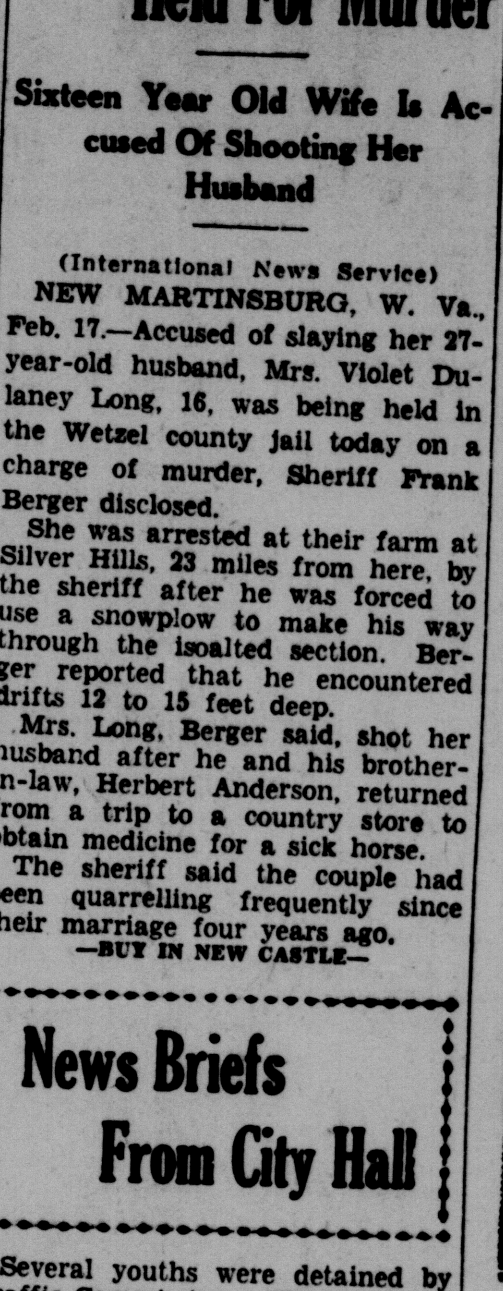 Held For Murder
Sixteen Year Old Wife Is Ac-
cused Of Shooting Her
Husband
(International News Service)
NEW MARTINSBURG, W. Va.,
Feb. 17.—Accused of slaying her 27-
year-old husband, Mrs. Violet Du-
laney Long, 16, was being held in
the Wetzel county jail today on a
charge of murder, Sheriff Frank
Berger disclosed.
She was arrested at their farm at
Silver Hills, 23 miles from here, by
the sheriff after he was forced to
use a snowplow to make his way
through the isoalted section. Ber-
ger reported that he encountered
drifts 12 to 15 feet deep.
Mrs. Long, Berger said, shot her
husband after he and his brother-
in-law, Herbert Anderson, returned
from a trip to a country store to
obtain medicine for a sick horse.
The sheriff said the couple had
been quarrelling frequently since
their marriage four years ago.
—BUY IN NEW CASTLE—
News Briefs
From City Hall
Several youths were detained by